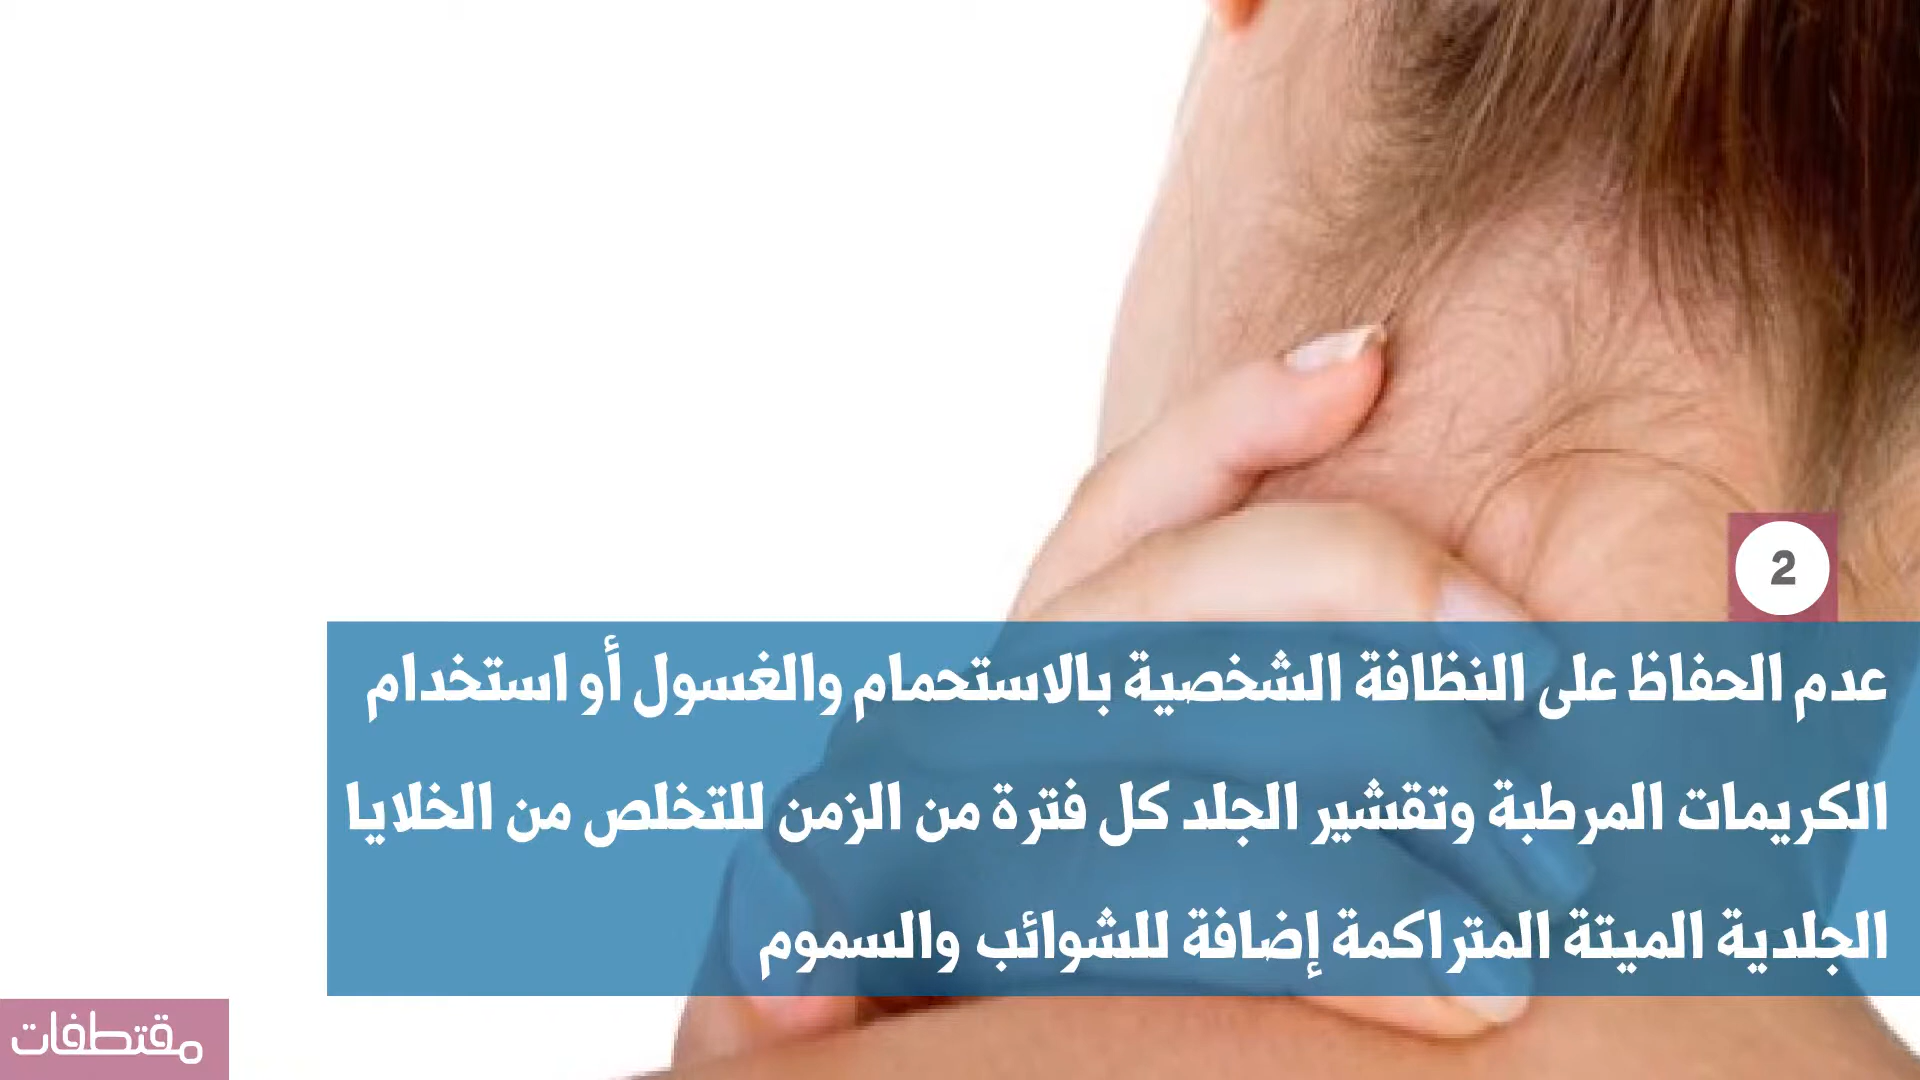 2
عدم الحفاظ على النظافة الشخصية بالاستحمام والغسول أو استخدام
الكريمات المرطبة وتقشير الجلد كل فترة من الزمن للتخلص من الخلايا
الجلدية الميتة المتراكمة إضافة للشوائب والسموم
مقتطفات